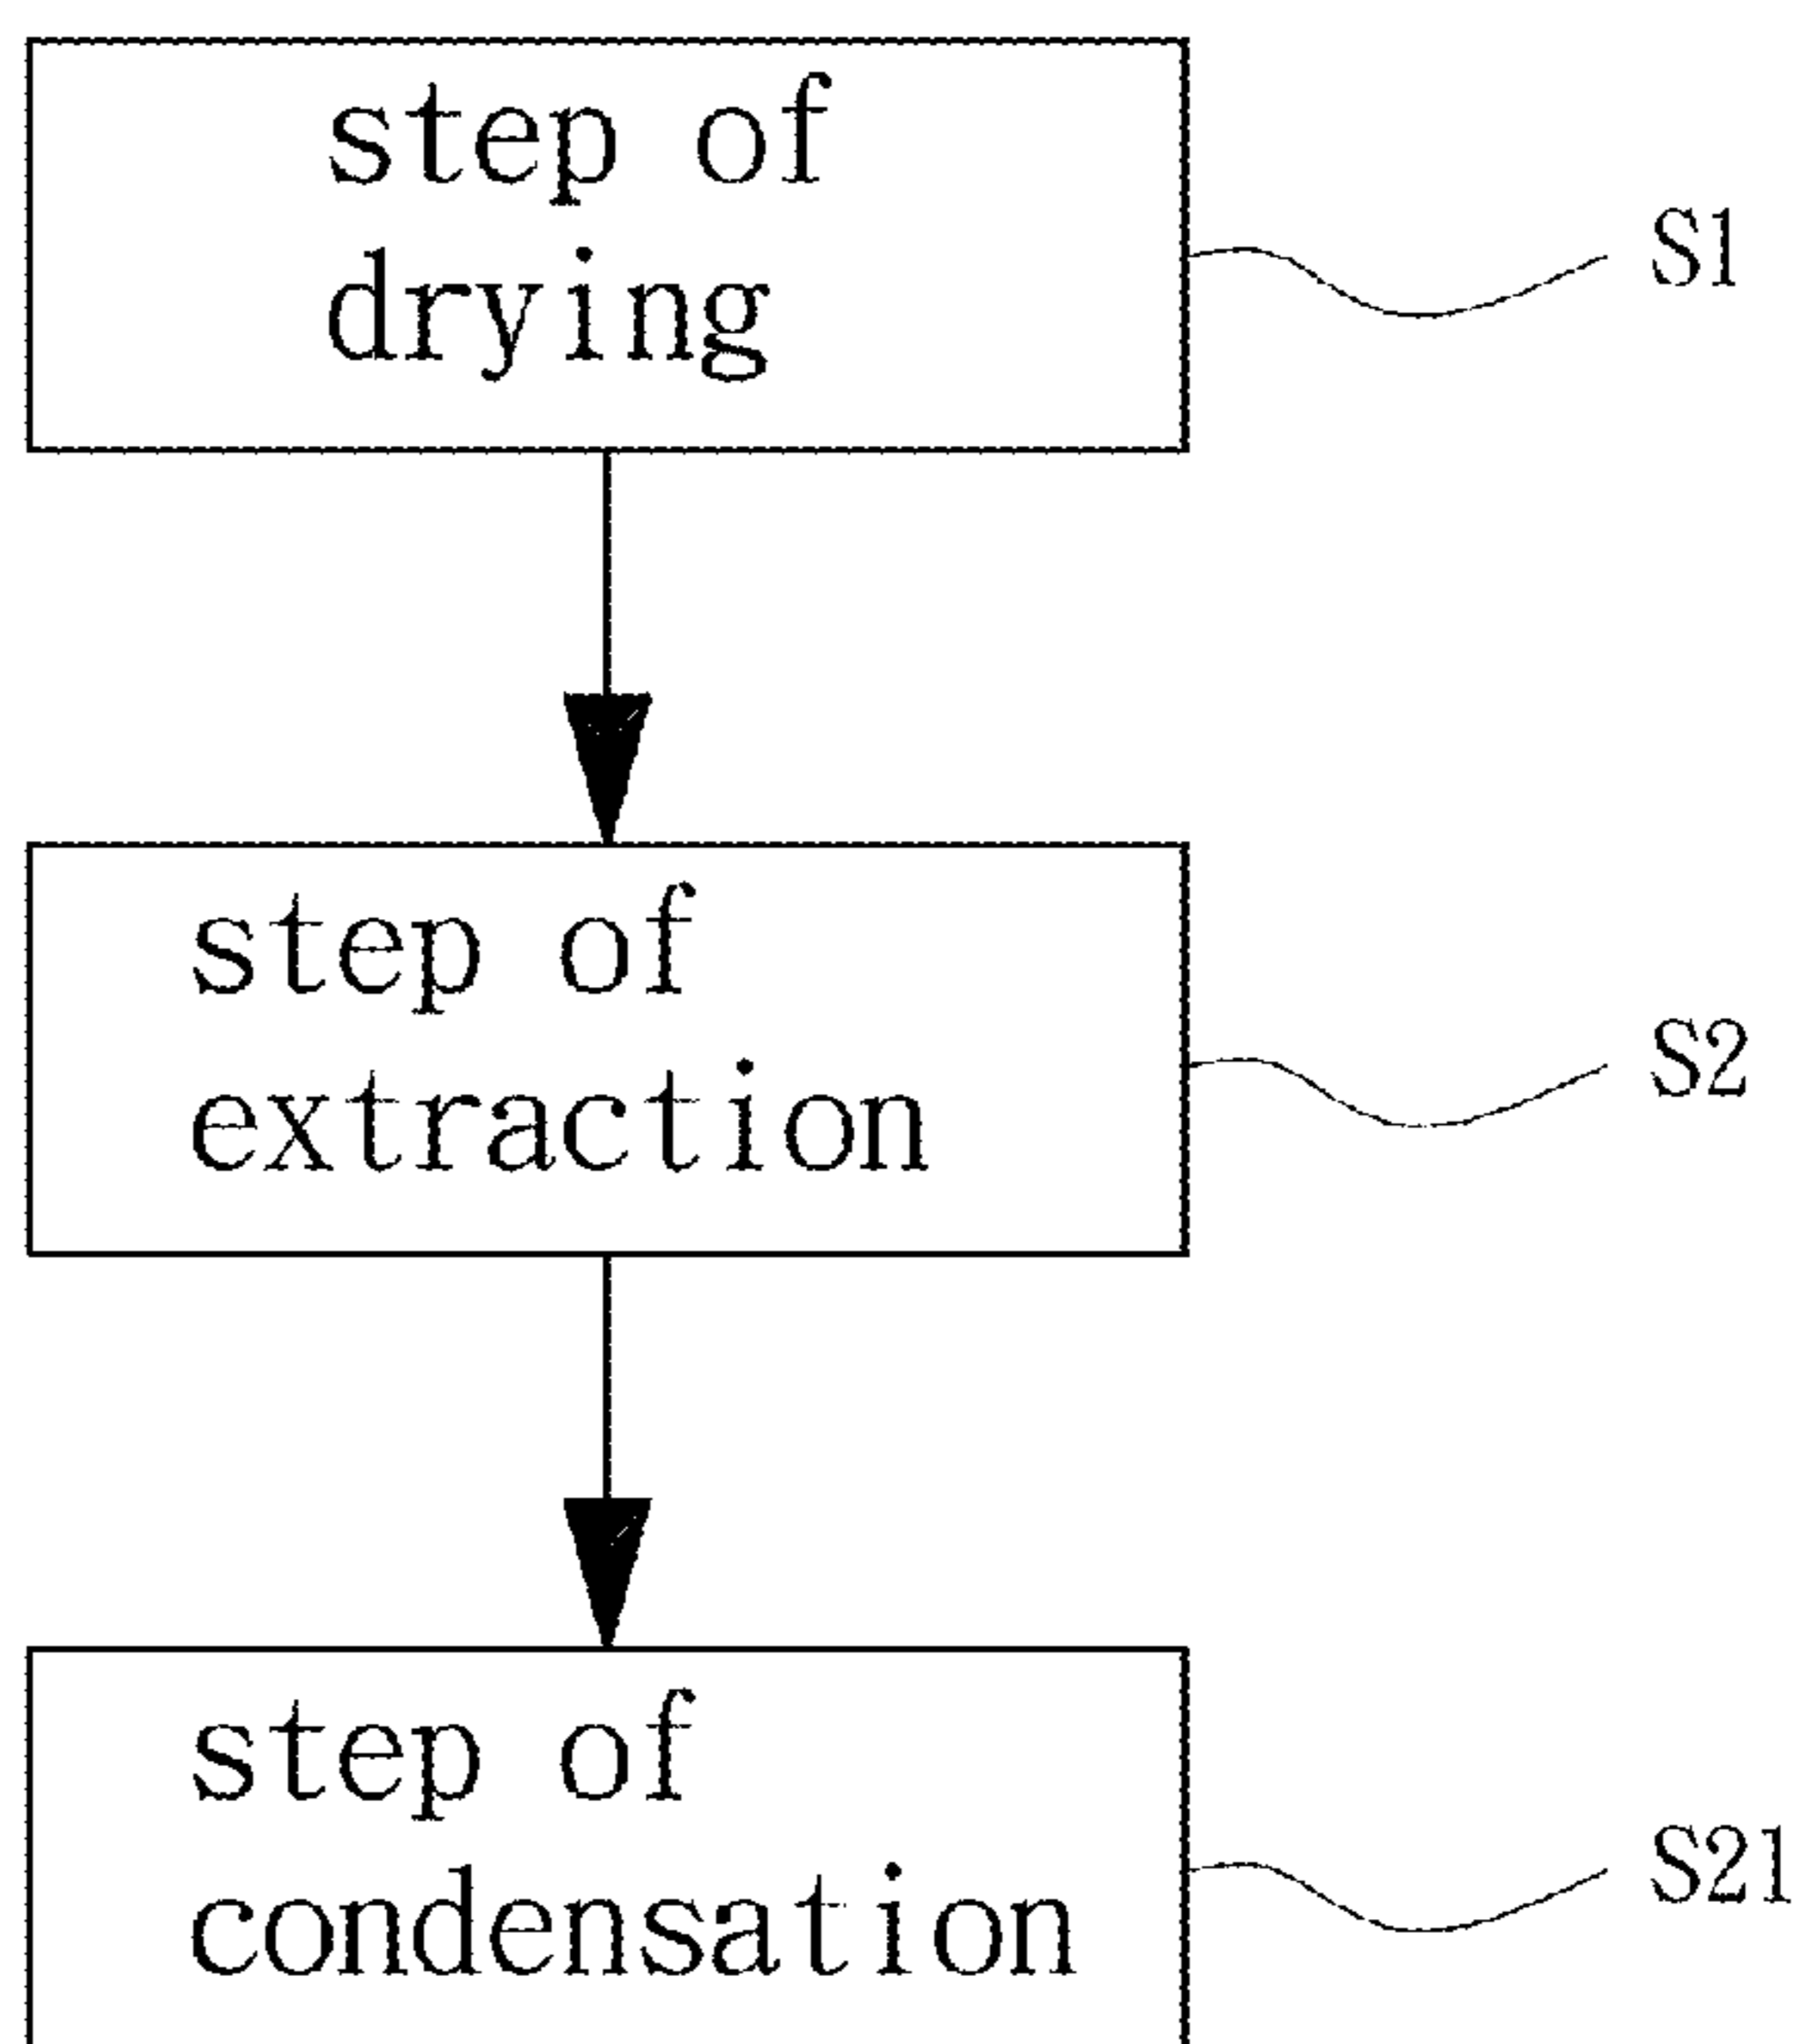 step of
drying
S1
step of
extraction
S2
step of
condensation
S21